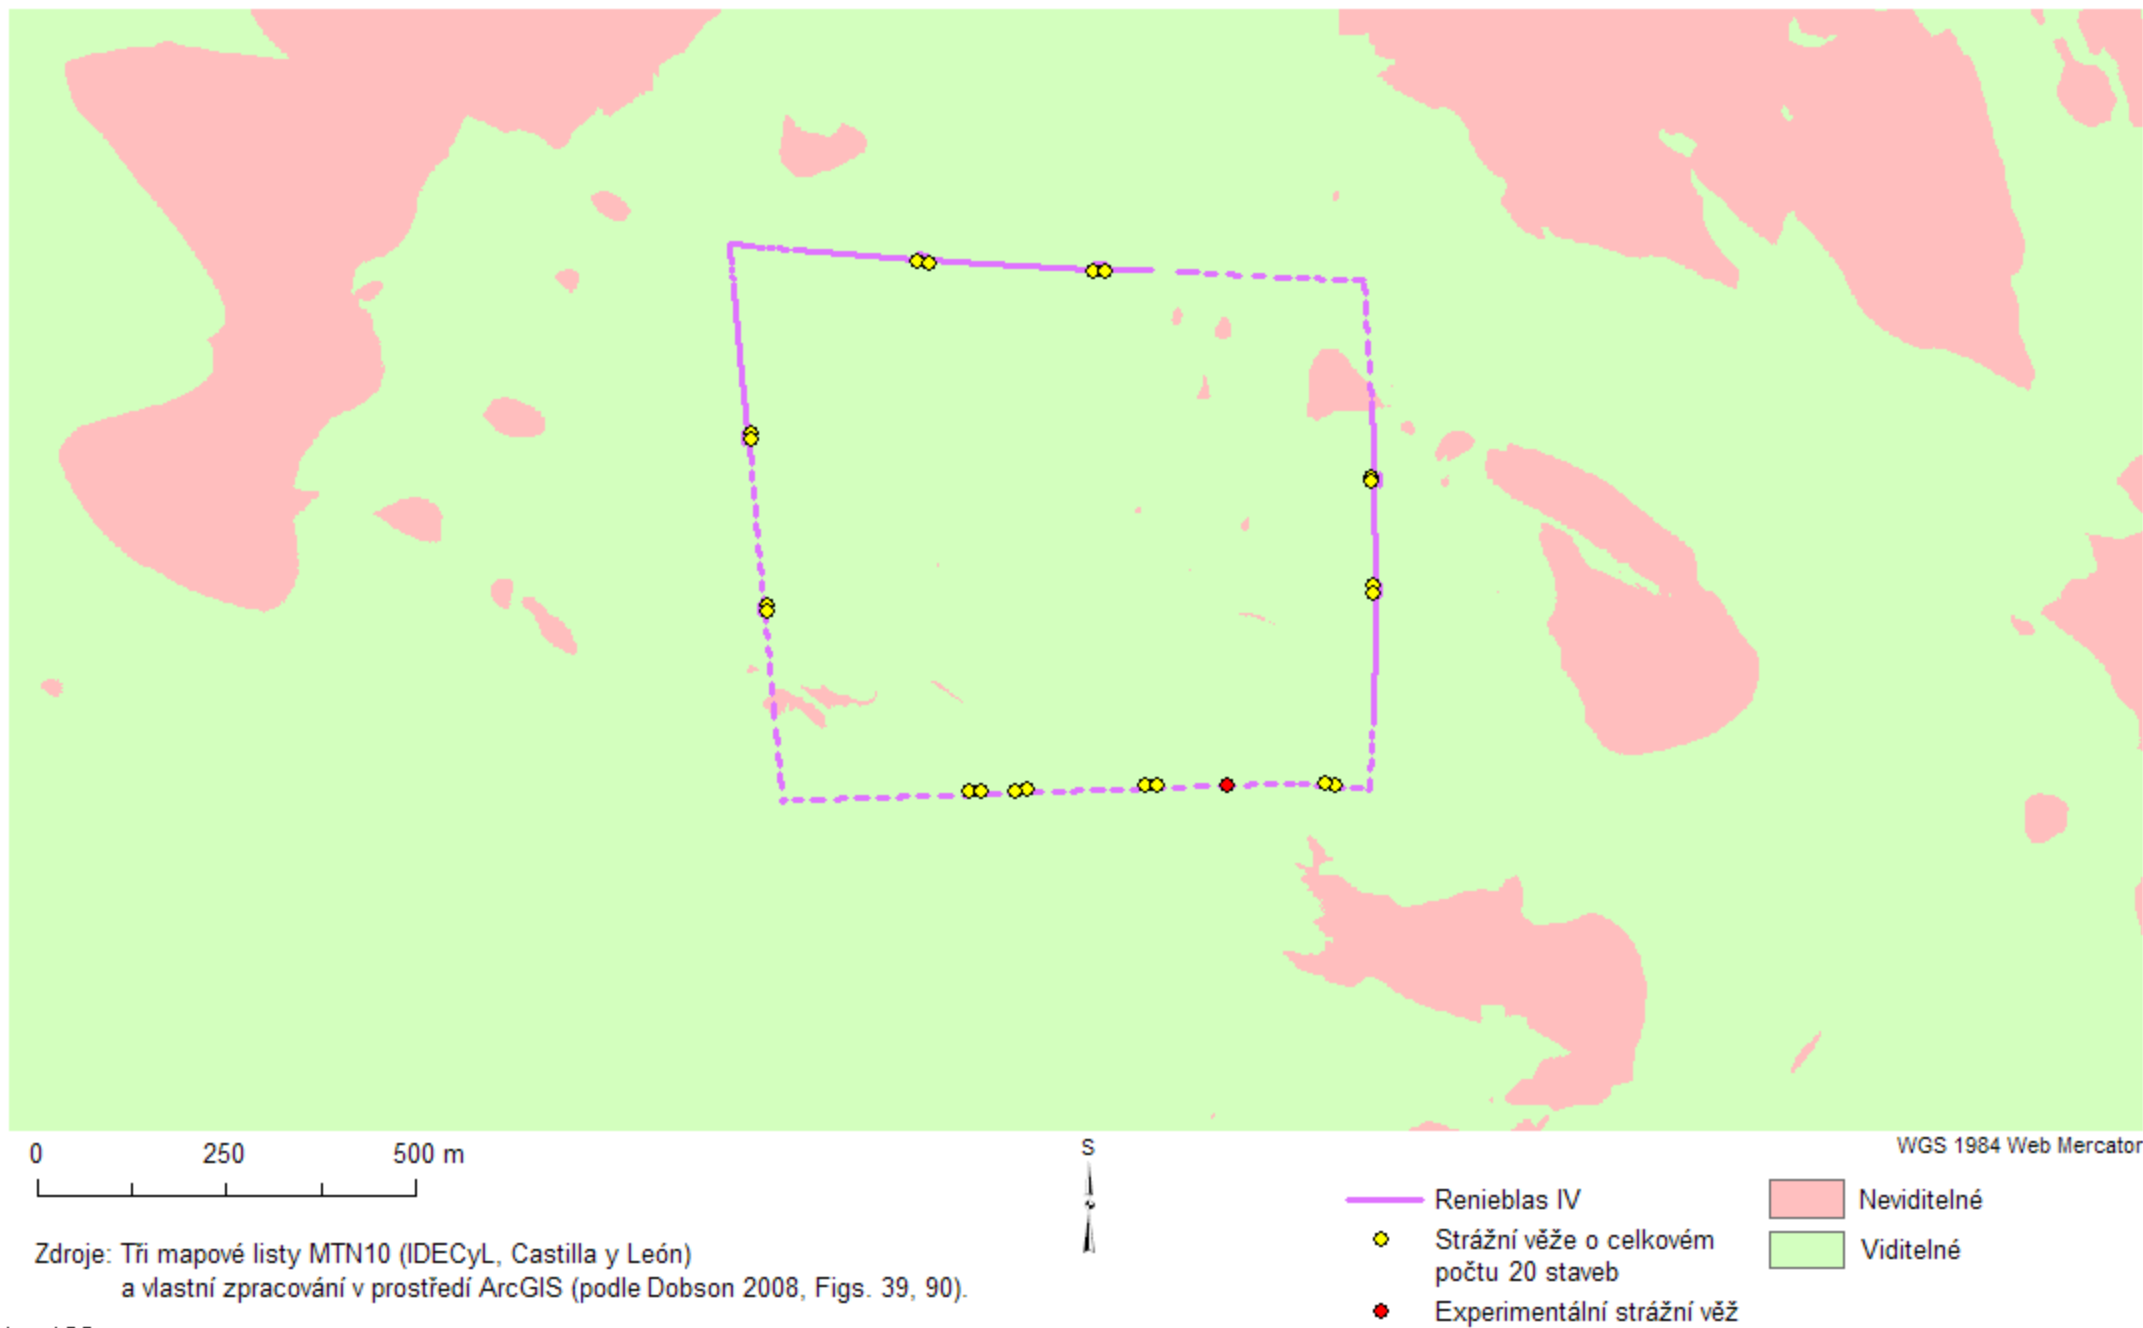 0 250 500 m
S
WGS 1984 Web Mercator
Renieblas IV
Strážní věže o celkovém
počtu 20 staveb
Experimentální strážní věž
Neviditelné
Viditelné
Zdroje: Tři mapové listy MTN10 (IDECyL, Castilla y León)
a vlastní zpracování v prostředí ArcGIS (podle Dobson 2008, Figs. 39, 90).